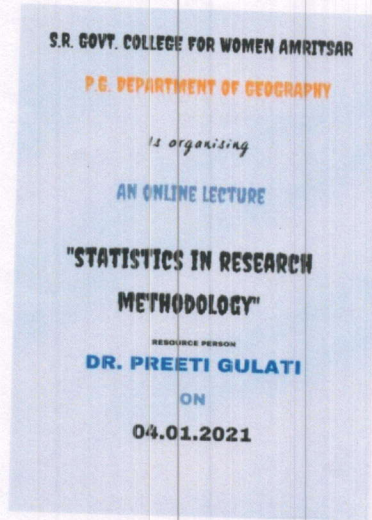 S.R. GOVT. COLLEGE FOR WOMEN AMRITSAR
P.G. DEPARTMENT OF GEOGRAPHY
is organising
AN ONLINE LECTURE
"STATISTICS IN RESEARCH
METHODOLOGY"
RESOURCE PERSON
DR. PREETI GULATI
ON
04.01.2021